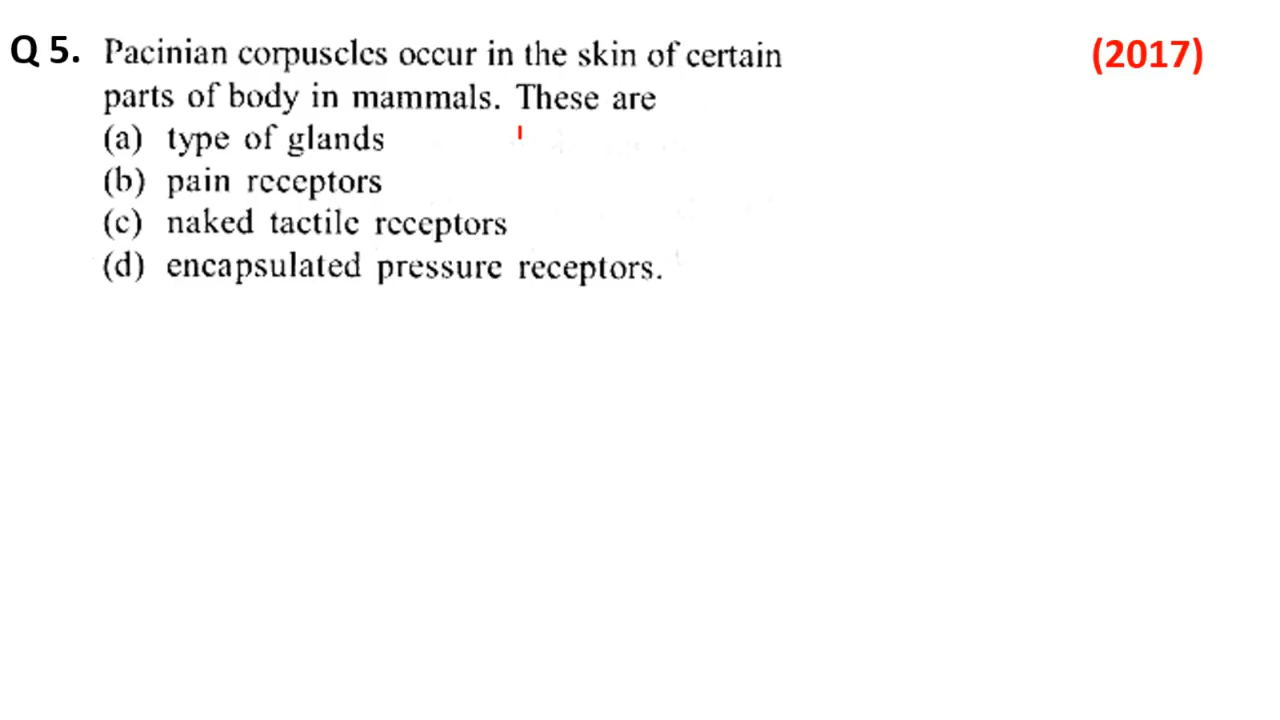 Q 5. Pacinian corpuscles occur in the skin of certain (2017)
parts of body in mammals. These are
(a) type of glands
(b) pain receptors
(c) naked tactile receptors
(d) encapsulated pressure receptors.